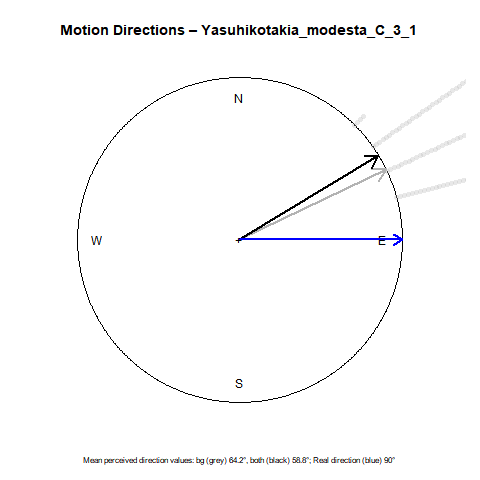 Motion Directions – Yasuhikotakia_modesta_C_3_1
N
W
E
S
Mean perceived direction values: bg (grey) 64.2°, both (black) 58.8°; Real direction (blue) 90°